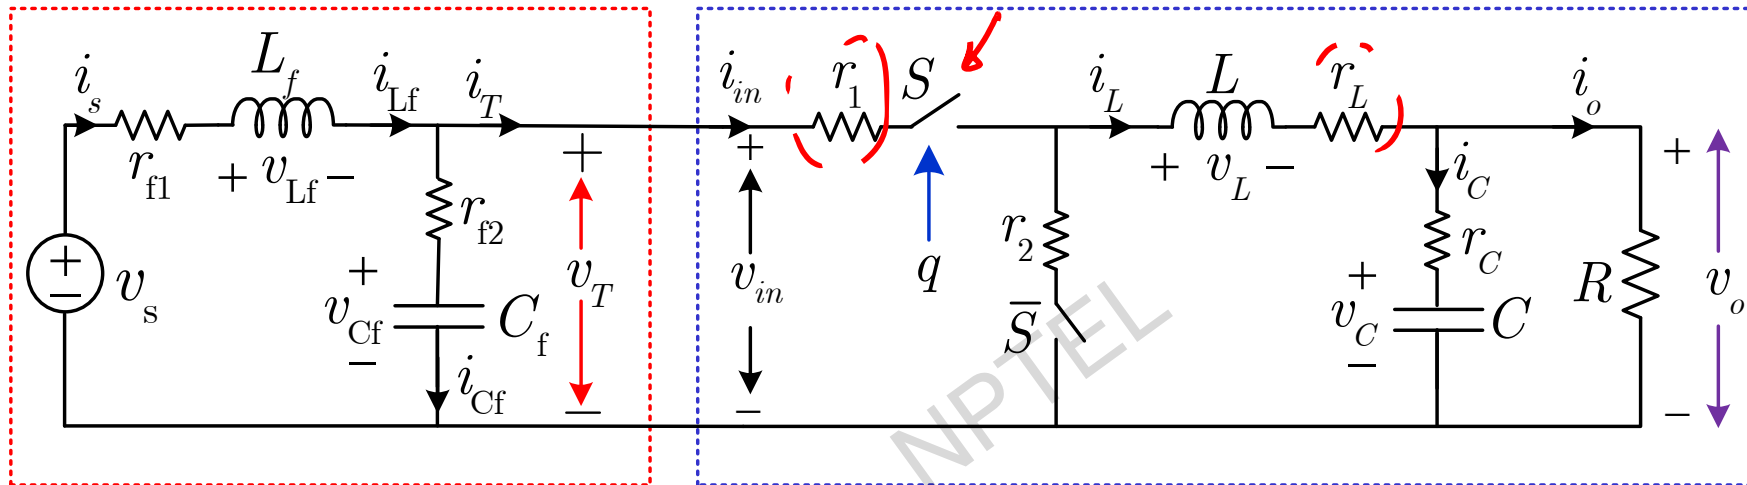 i_s
r_f1
L_f
+ v_Lf −
i_Lf
i_T
v_s
+
−
r_f2
+
v_Cf
−
C_f
i_Cf
+
v_T
−
i_in
+
v_in
−
r_1
S
q
r_2
S̅
i_L
L
+ v_L −
r_L
i_C
r_C
+
v_C
−
C
i_o
R
+
v_o
−
NPTEL